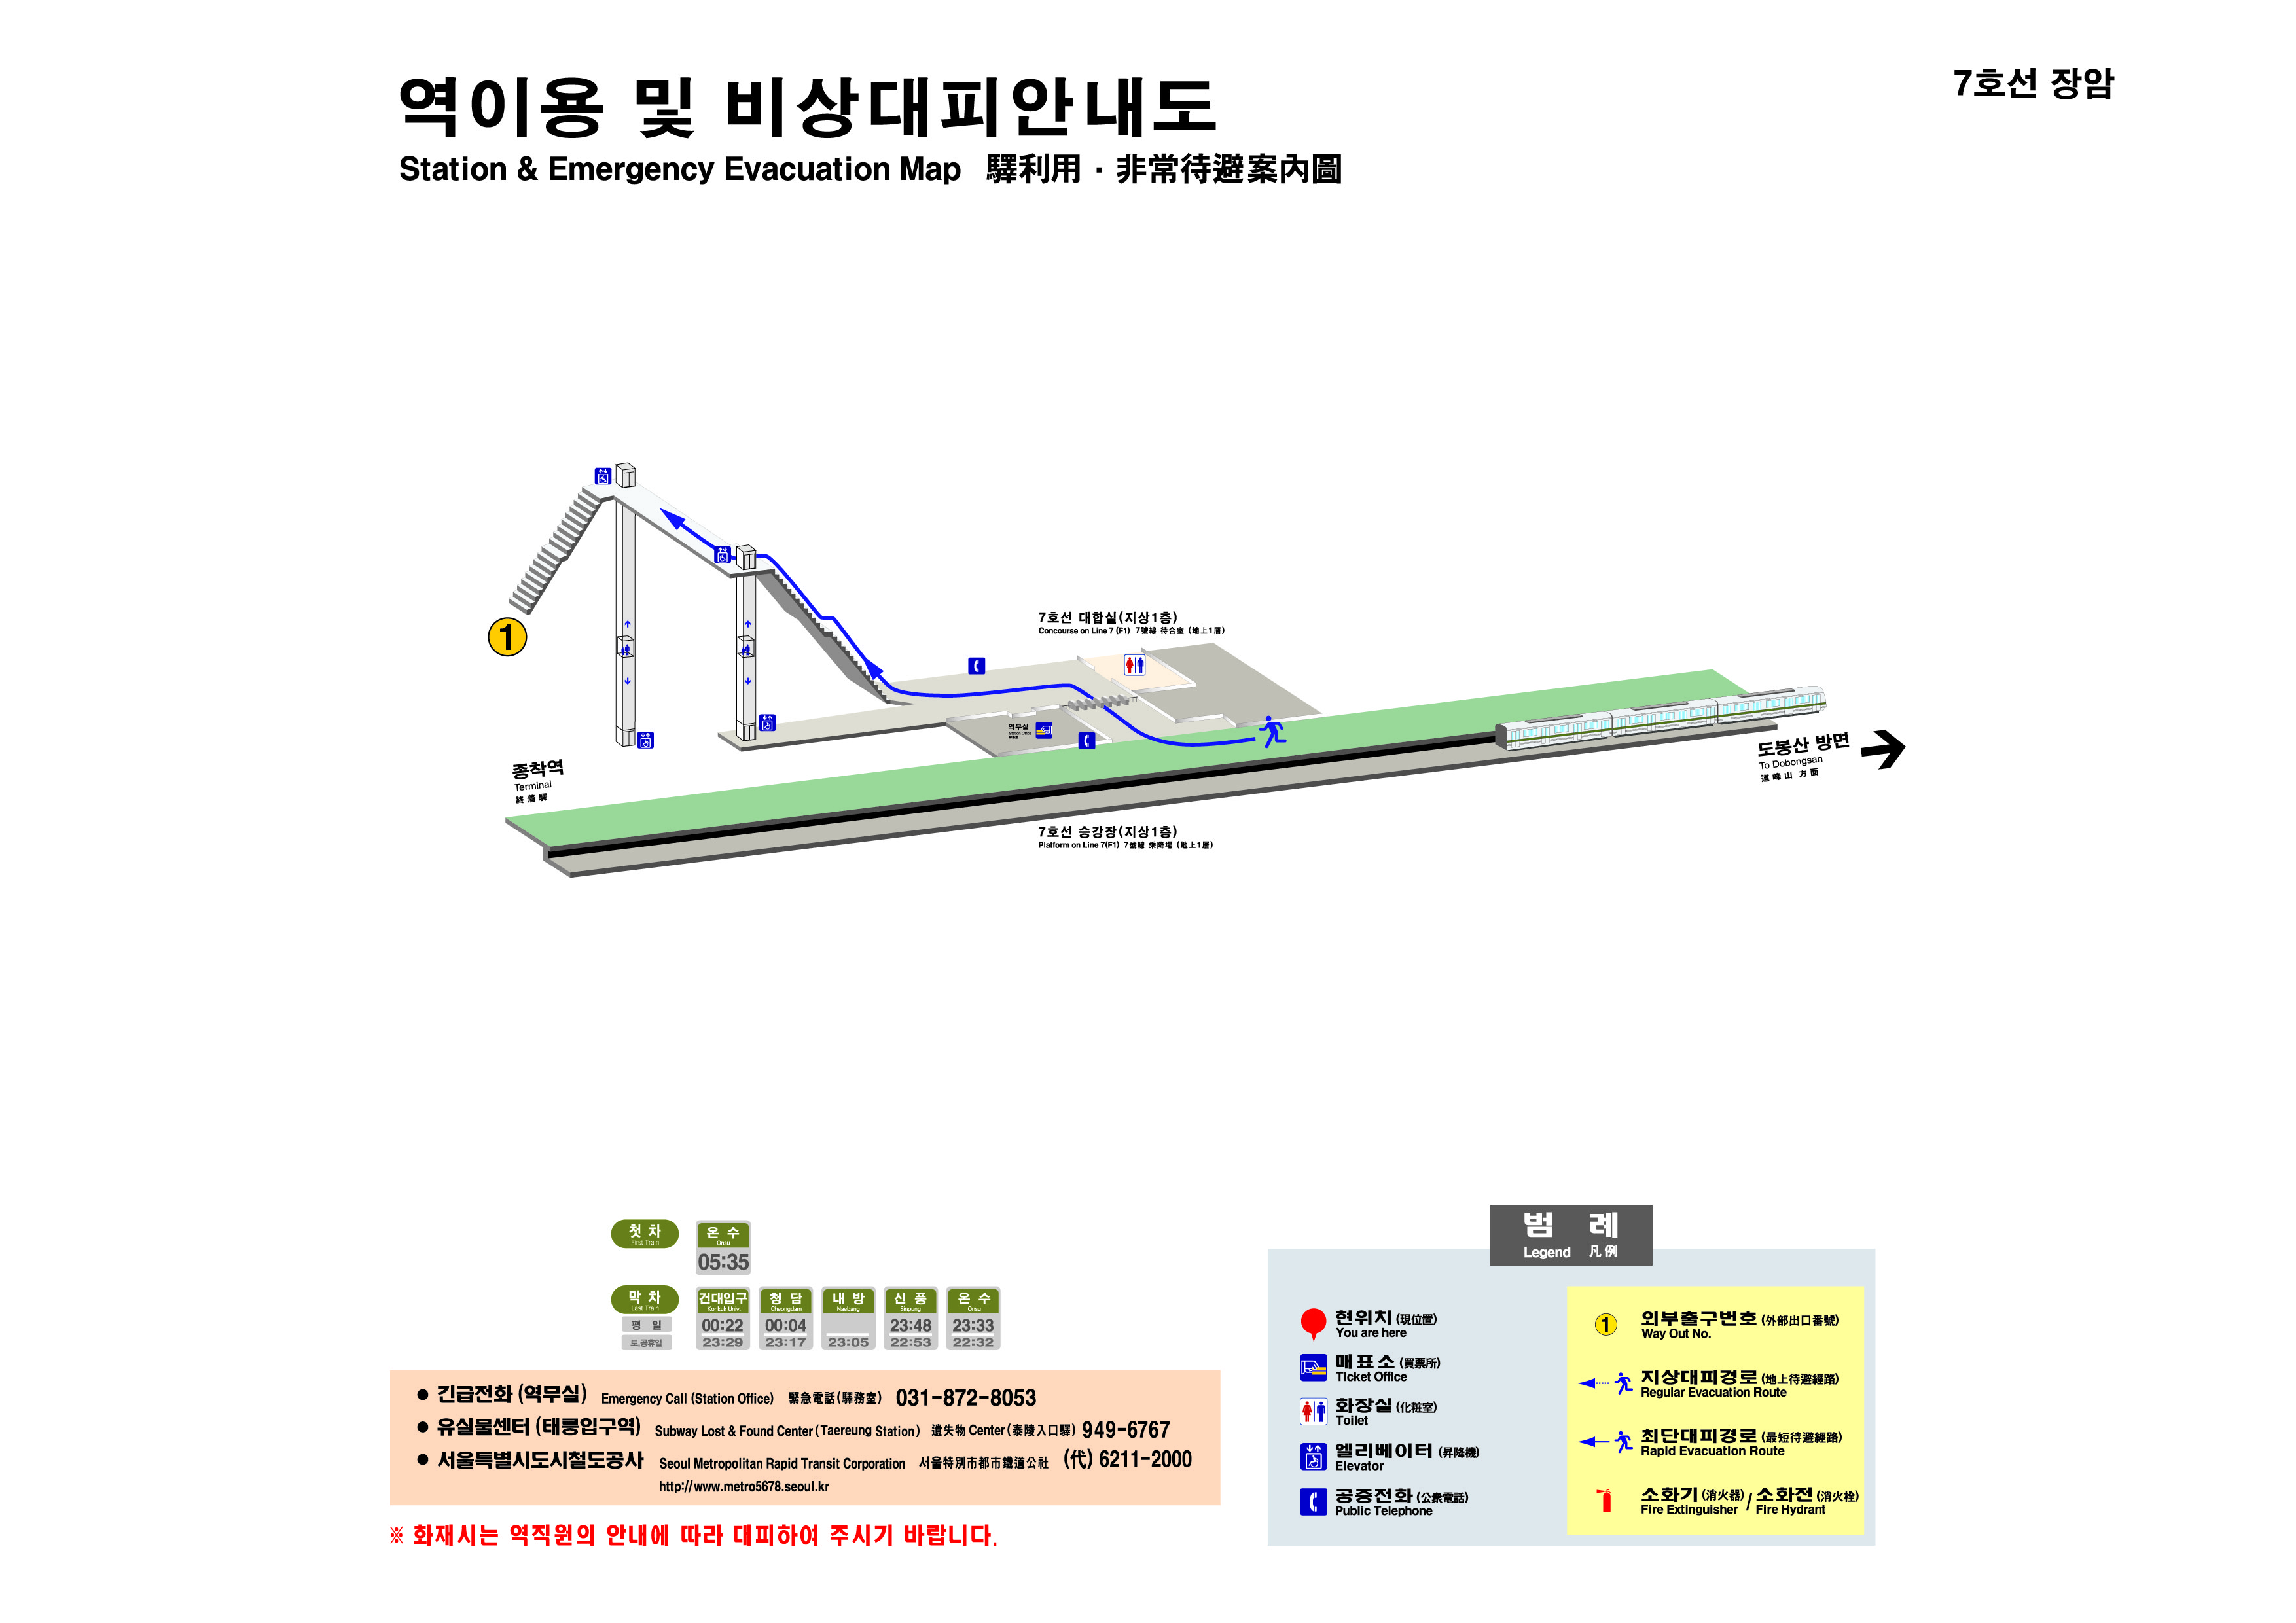 역이용 및 비상대피안내도
Station & Emergency Evacuation Map 驛利用 · 非常待避案內圖
7호선 장암
1
7호선 대합실(지상1층)
Concourse on Line 7 (F1) 7號線 待合室 (地上1層)
역무실
Station Office
驛務室
종착역
Terminal
終着驛
도봉산 방면
To Dobongsan
道峰山 方面
7호선 승강장(지상1층)
Platform on Line 7(F1) 7號線 乘降場 (地上1層)
첫 차
First Train
온 수
Onsu
05:35
막 차
Last Train
건대입구 청 담 내 방 신 풍 온 수
Konkuk Univ. Cheongdam Naebang Sinpung Onsu
평 일 00:22 00:04 23:48 23:33
토.공휴일 23:29 23:17 23:05 22:53 22:32
● 긴급전화 (역무실) Emergency Call (Station Office) 緊急電話(驛務室) 031-872-8053
● 유실물센터 (태릉입구역) Subway Lost & Found Center (Taereung Station) 遺失物 Center (泰陵入口驛) 949-6767
● 서울특별시도시철도공사 Seoul Metropolitan Rapid Transit Corporation 서울特別市都市鐵道公社 (代) 6211-2000
http://www.metro5678.seoul.kr
※ 화재시는 역직원의 안내에 따라 대피하여 주시기 바랍니다.
범 례
Legend 凡例
현위치 (現位置)
You are here
매표소 (買票所)
Ticket Office
화장실 (化粧室)
Toilet
엘리베이터 (昇降機)
Elevator
공중전화 (公衆電話)
Public Telephone
1 외부출구번호 (外部出口番號)
Way Out No.
지상대피경로 (地上待避經路)
Regular Evacuation Route
최단대피경로 (最短待避經路)
Rapid Evacuation Route
소화기 (消火器) / 소화전 (消火栓)
Fire Extinguisher / Fire Hydrant